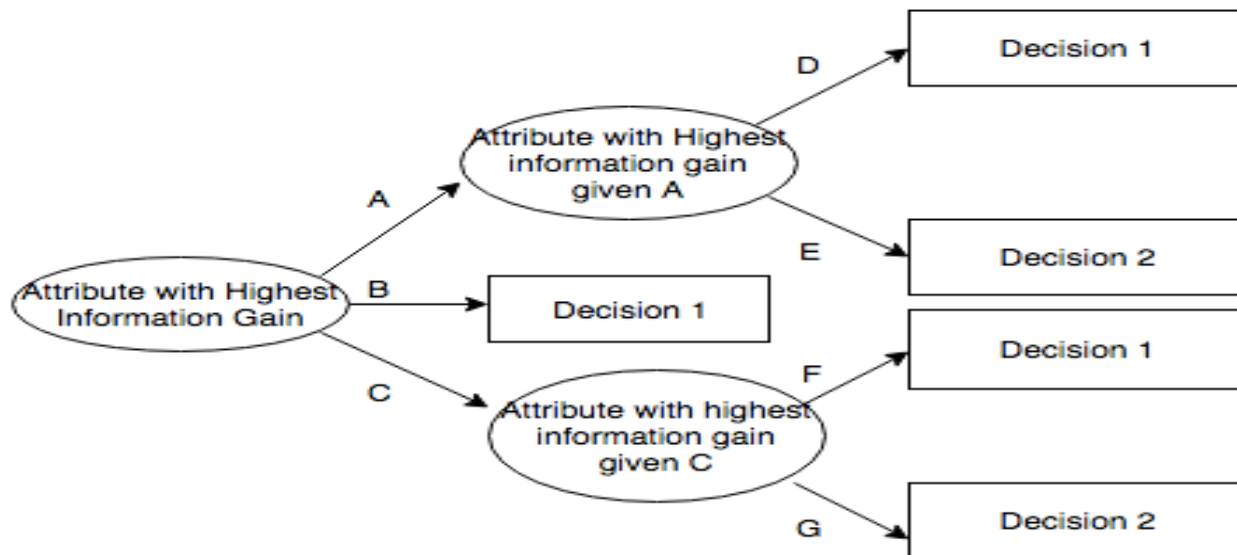 Decision 1
D
Attribute with Highest
information gain
given A
A
E
Decision 2
Attribute with Highest
Information Gain
B
Decision 1
C
Decision 1
F
Attribute with highest
information gain
given C
G
Decision 2